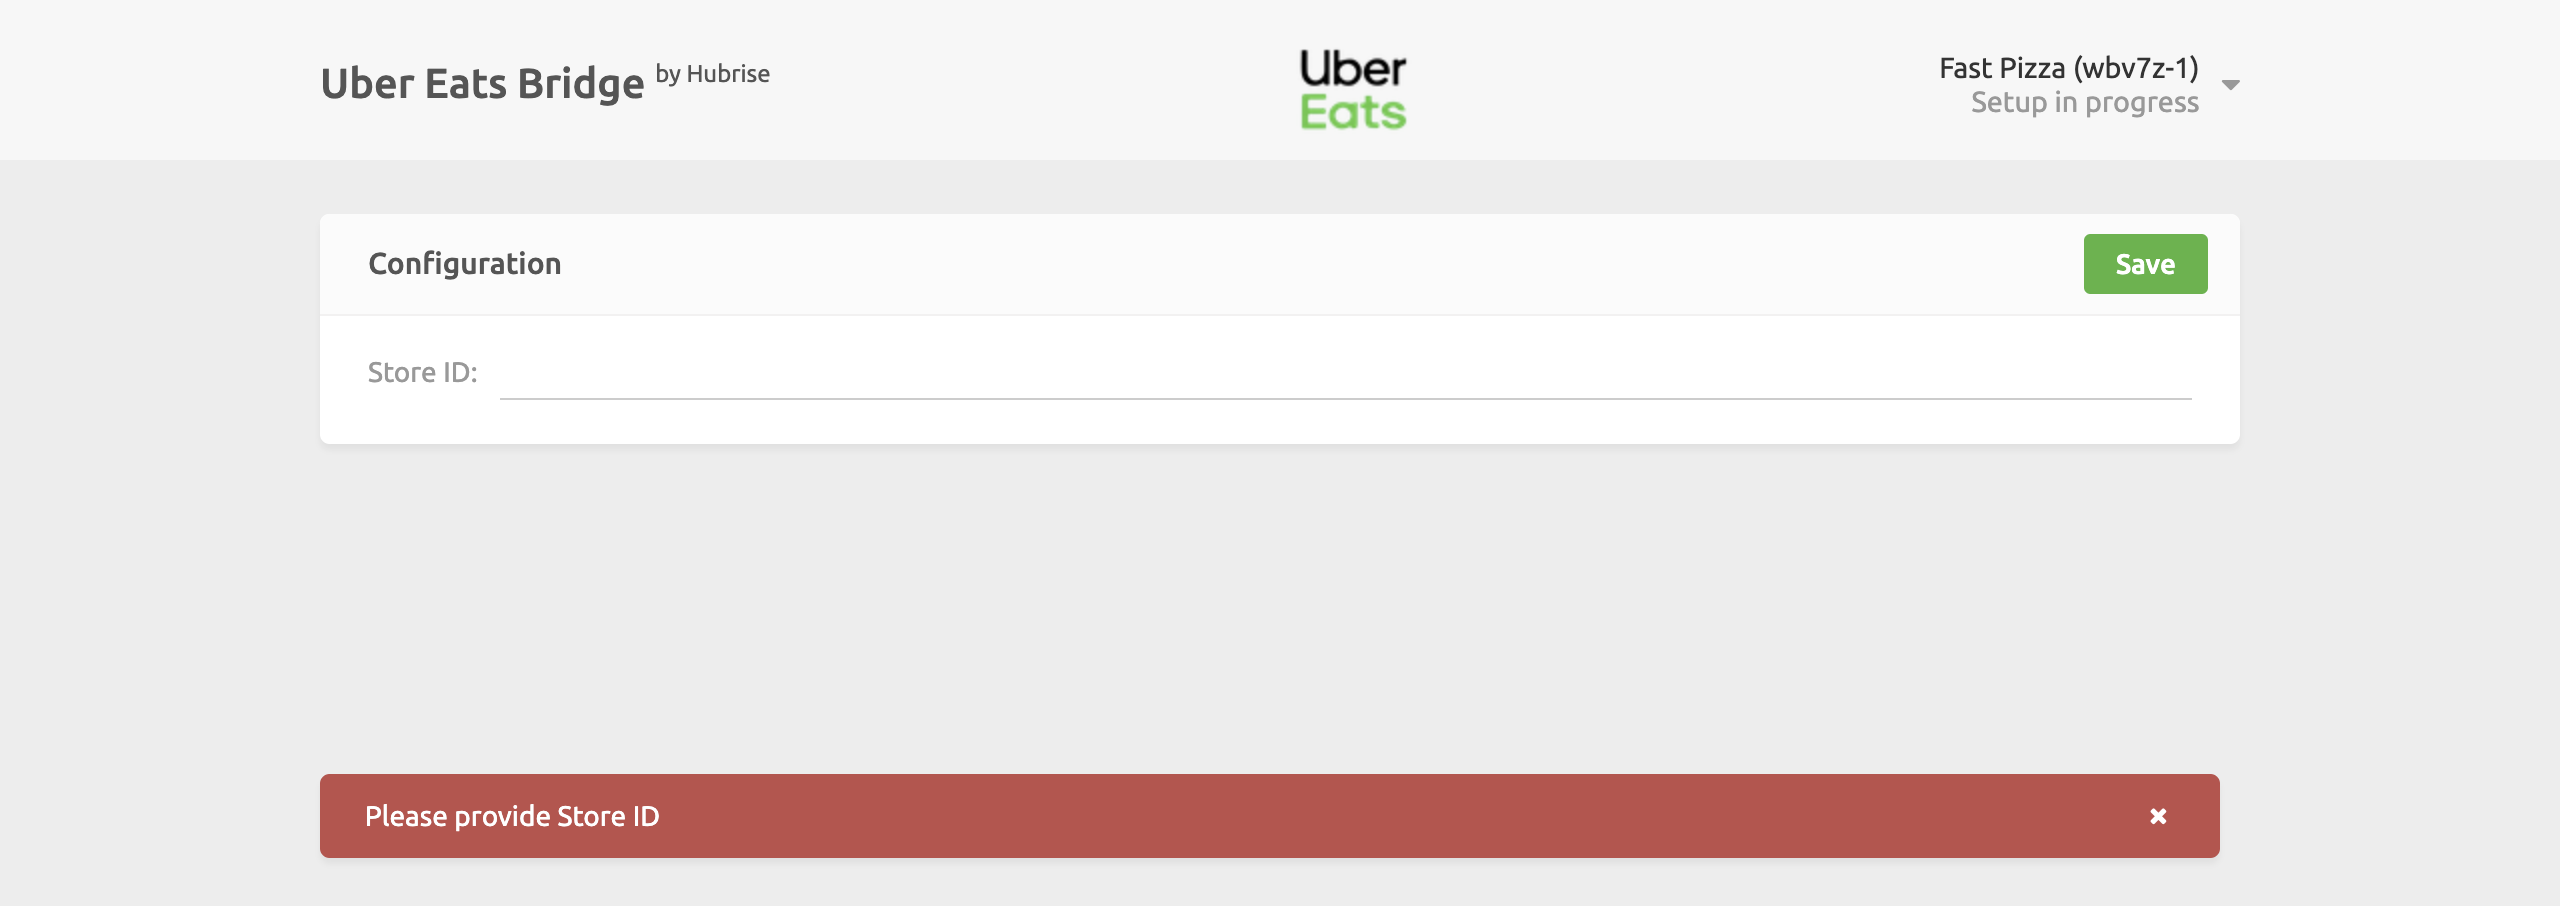 Uber Eats Bridge by Hubrise
Uber
Eats
Fast Pizza (wbv7z-1)
Setup in progress
Configuration
Save
Store ID:
Please provide Store ID